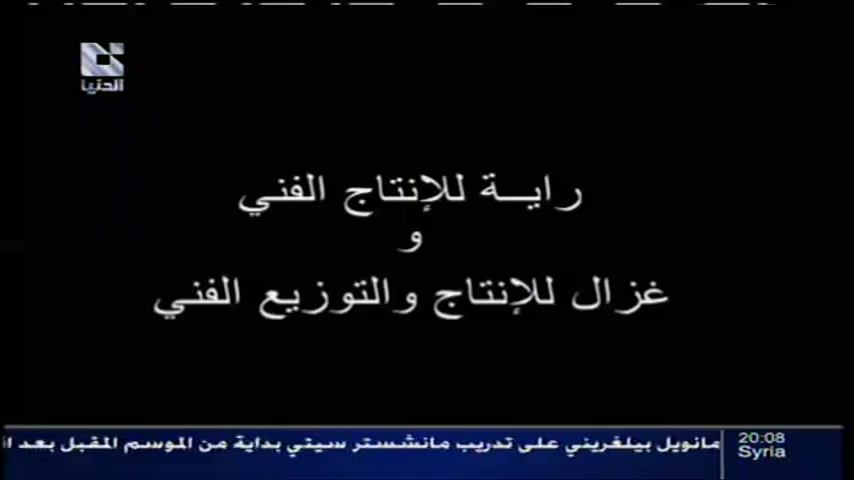 الدنيا
رايـــة للإنتاج الفني
و
غزال للإنتاج والتوزيع الفني
مانويل بيلغريني على تدريب مانشستر سيتي بداية من الموسم المقبل بعد
20:08
Syria